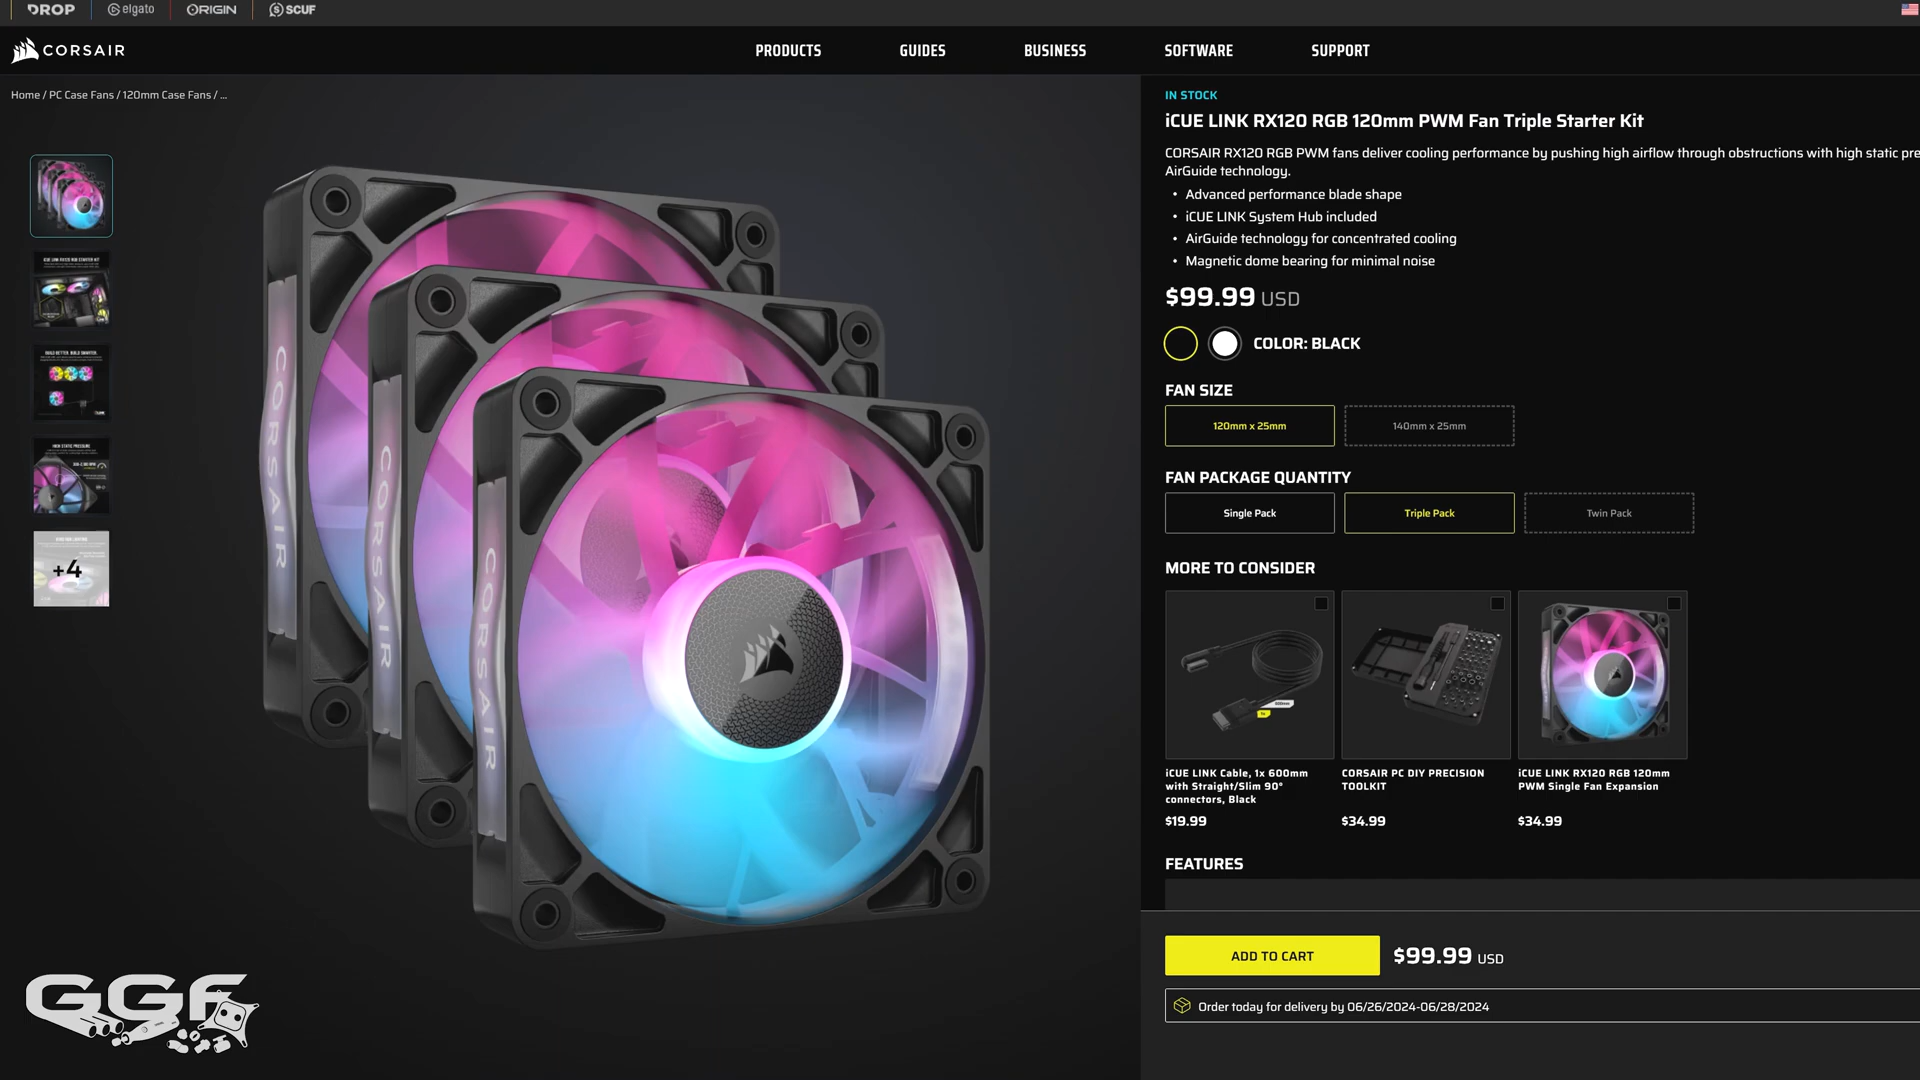 DROP
elgato
ORIGIN
SCUF
CORSAIR
PRODUCTS
GUIDES
BUSINESS
SOFTWARE
SUPPORT
Home / PC Case Fans / 120mm Case Fans / ...
IN STOCK
iCUE LINK RX120 RGB 120mm PWM Fan Triple Starter Kit
CORSAIR RX120 RGB PWM fans deliver cooling performance by pushing high airflow through obstructions with high static pre
AirGuide technology.
• Advanced performance blade shape
• iCUE LINK System Hub included
• AirGuide technology for concentrated cooling
• Magnetic dome bearing for minimal noise
$99.99 USD
COLOR: BLACK
FAN SIZE
120mm x 25mm
140mm x 25mm
FAN PACKAGE QUANTITY
Single Pack
Triple Pack
Twin Pack
MORE TO CONSIDER
iCUE LINK Cable, 1x 600mm
with Straight/Slim 90°
connectors, Black
$19.99
CORSAIR PC DIY PRECISION
TOOLKIT
$34.99
iCUE LINK RX120 RGB 120mm
PWM Single Fan Expansion
$34.99
FEATURES
ADD TO CART
$99.99 USD
Order today for delivery by 06/26/2024-06/28/2024
+4
CORSAIR
CORSAIR
CORSAIR
GGF